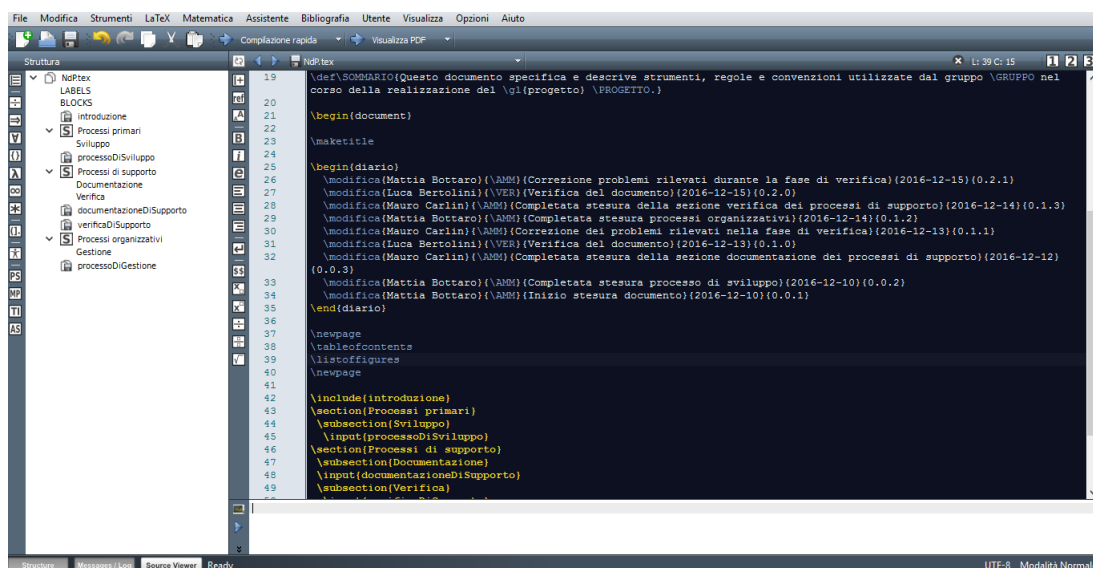 File Modifica Strumenti LaTeX Matematica Assistente Bibliografia Utente Visualizza Opzioni Aiuto
Compilazione rapida Visualizza PDF
Struttura NdP.tex L: 39 C: 15 1 2 3
NdP.tex
LABELS
BLOCKS
introduzione
Processi primari
Sviluppo
processoDiSviluppo
Processi di supporto
Documentazione
Verifica
documentazioneDiSupporto
verificaDiSupporto
Processi organizzativi
Gestione
processoDiGestione
19 \def\SOMMARIO{Questo documento specifica e descrive strumenti, regole e convenzioni utilizzate dal gruppo \GRUPPO nel
corso della realizzazione del \gl{progetto} \PROGETTO.}
20
21 \begin{document}
22
23 \maketitle
24
25 \begin{diario}
26 \modifica{Mattia Bottaro}{\AMM}{Correzione problemi rilevati durante la fase di verifica}{2016-12-15}{0.2.1}
27 \modifica{Luca Bertolini}{\VER}{Verifica del documento}{2016-12-15}{0.2.0}
28 \modifica{Mauro Carlin}{\AMM}{Completata stesura della sezione verifica dei processi di supporto}{2016-12-14}{0.1.3}
29 \modifica{Mattia Bottaro}{\AMM}{Completata stesura processi organizzativi}{2016-12-14}{0.1.2}
30 \modifica{Mauro Carlin}{\AMM}{Correzione dei problemi rilevati nella fase di verifica}{2016-12-13}{0.1.1}
31 \modifica{Luca Bertolini}{\VER}{Verifica del documento}{2016-12-13}{0.1.0}
32 \modifica{Mauro Carlin}{\AMM}{Completata stesura della sezione documentazione dei processi di supporto}{2016-12-12}
{0.0.3}
33 \modifica{Mattia Bottaro}{\AMM}{Completata stesura processo di sviluppo}{2016-12-10}{0.0.2}
34 \modifica{Mattia Bottaro}{\AMM}{Inizio stesura documento}{2016-12-10}{0.0.1}
35 \end{diario}
36
37 \newpage
38 \tableofcontents
39 \listoffigures
40 \newpage
41
42 \include{introduzione}
43 \section{Processi primari}
44 \subsection{Sviluppo}
45 \input{processoDiSviluppo}
46 \section{Processi di supporto}
47 \subsection{Documentazione}
48 \input{documentazioneDiSupporto}
49 \subsection{Verifica}
Structure Messages / Log Source Viewer Ready UTF-8 Modalità Normal